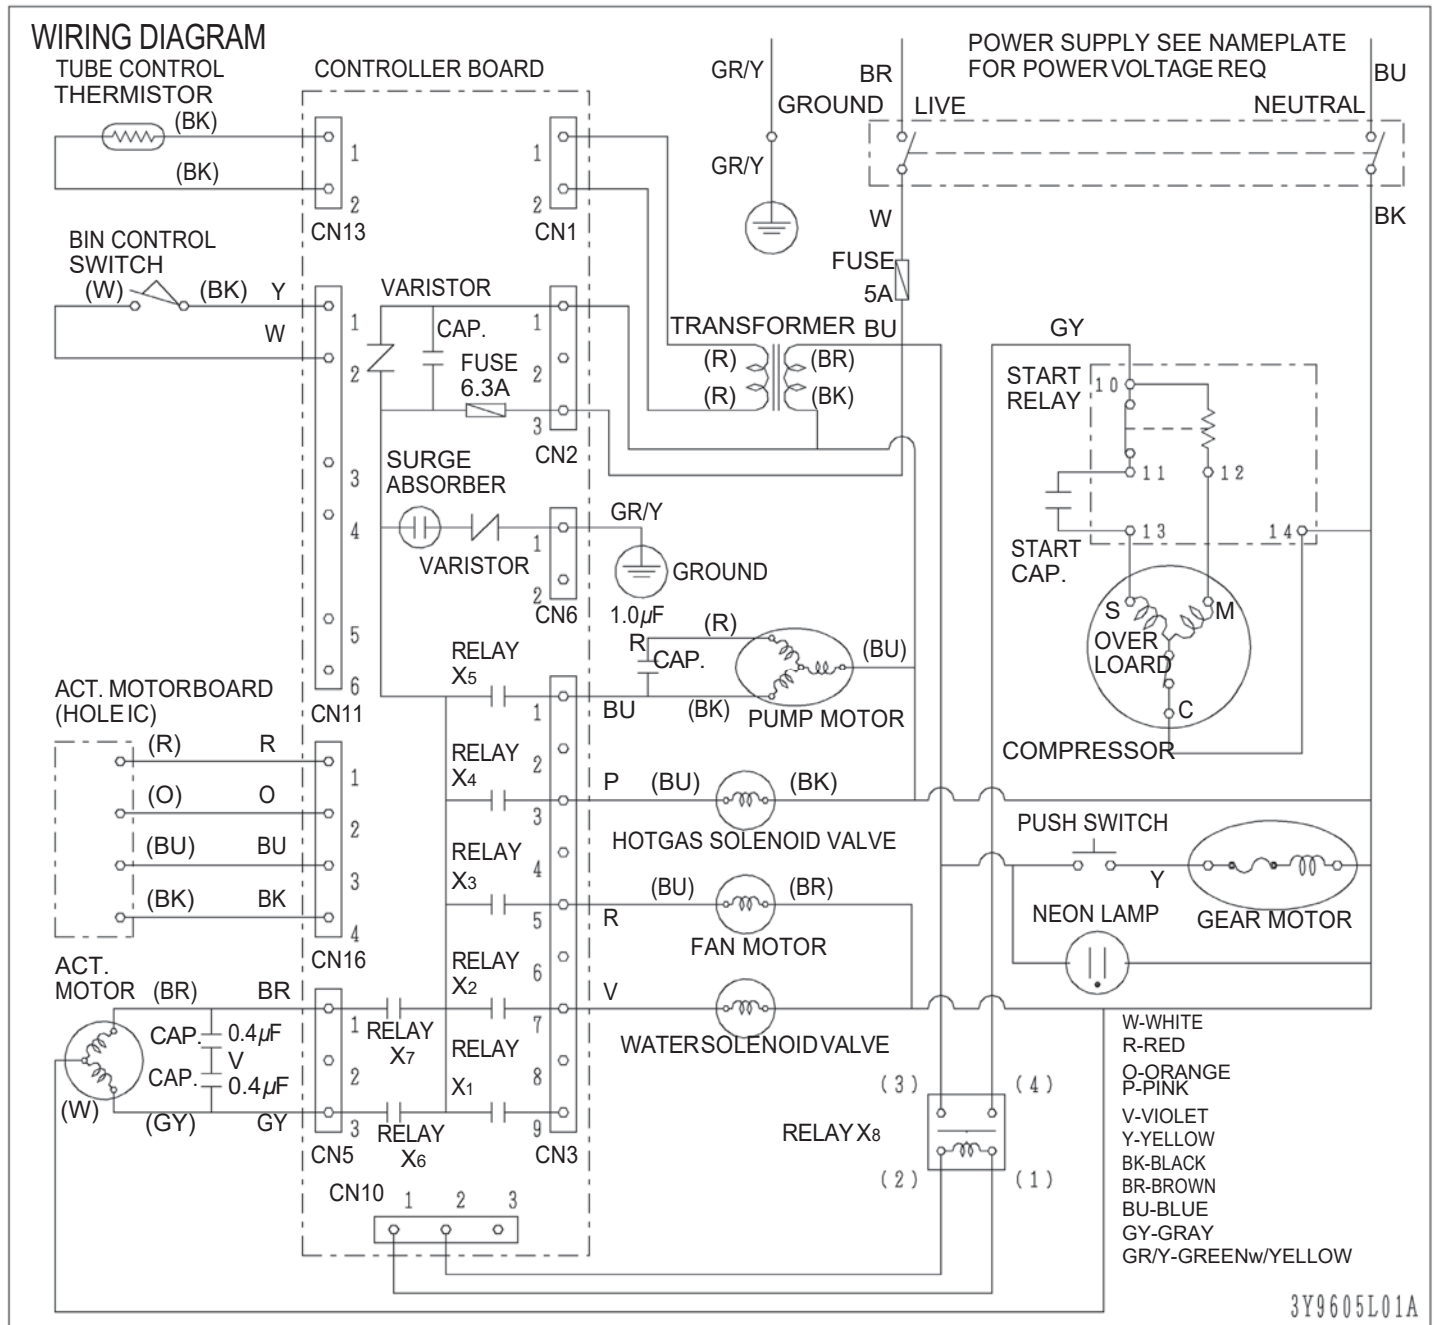 WIRING DIAGRAM
TUBE CONTROL
THERMISTOR
(BK)
(BK)
CONTROLLER BOARD
1
2
CN13
1
2
CN1
GR/Y
GROUND
GR/Y
BR
LIVE
POWER SUPPLY SEE NAMEPLATE
FOR POWER VOLTAGE REQ
NEUTRAL
BU
W
BK
FUSE
5A
BIN CONTROL
SWITCH
(W)
(BK)
Y
W
1
2
3
4
5
6
CN11
VARISTOR
CAP.
FUSE
6.3A
1
2
3
CN2
TRANSFORMER
BU
(R)
(BR)
(R)
(BK)
GY
START
RELAY
10
11
12
13
14
START
CAP.
S
M
OVER
LOARD
C
COMPRESSOR
SURGE
ABSORBER
VARISTOR
1
2
CN6
GR/Y
GROUND
1.0μF
R
CAP.
(R)
(BU)
BU
(BK)
PUMP MOTOR
RELAY
X5
RELAY
X4
RELAY
X3
RELAY
X2
RELAY
X1
1
2
3
4
5
6
7
8
9
CN3
P
(BU)
(BK)
HOTGAS SOLENOID VALVE
(BU)
(BR)
R
FAN MOTOR
V
WATER SOLENOID VALVE
PUSH SWITCH
Y
GEAR MOTOR
NEON LAMP
ACT. MOTOR BOARD
(HOLE IC)
(R)
R
(O)
O
(BU)
BU
(BK)
BK
1
2
3
4
CN16
ACT.
MOTOR
(BR)
BR
CAP.
0.4μF
V
CAP.
0.4μF
(W)
(GY)
GY
1
2
3
CN5
RELAY
X7
RELAY
X6
CN10
1
2
3
(3)
(4)
RELAY X8
(2)
(1)
W-WHITE
R-RED
O-ORANGE
P-PINK
V-VIOLET
Y-YELLOW
BK-BLACK
BR-BROWN
BU-BLUE
GY-GRAY
GR/Y-GREENw/YELLOW
3Y9605L01A